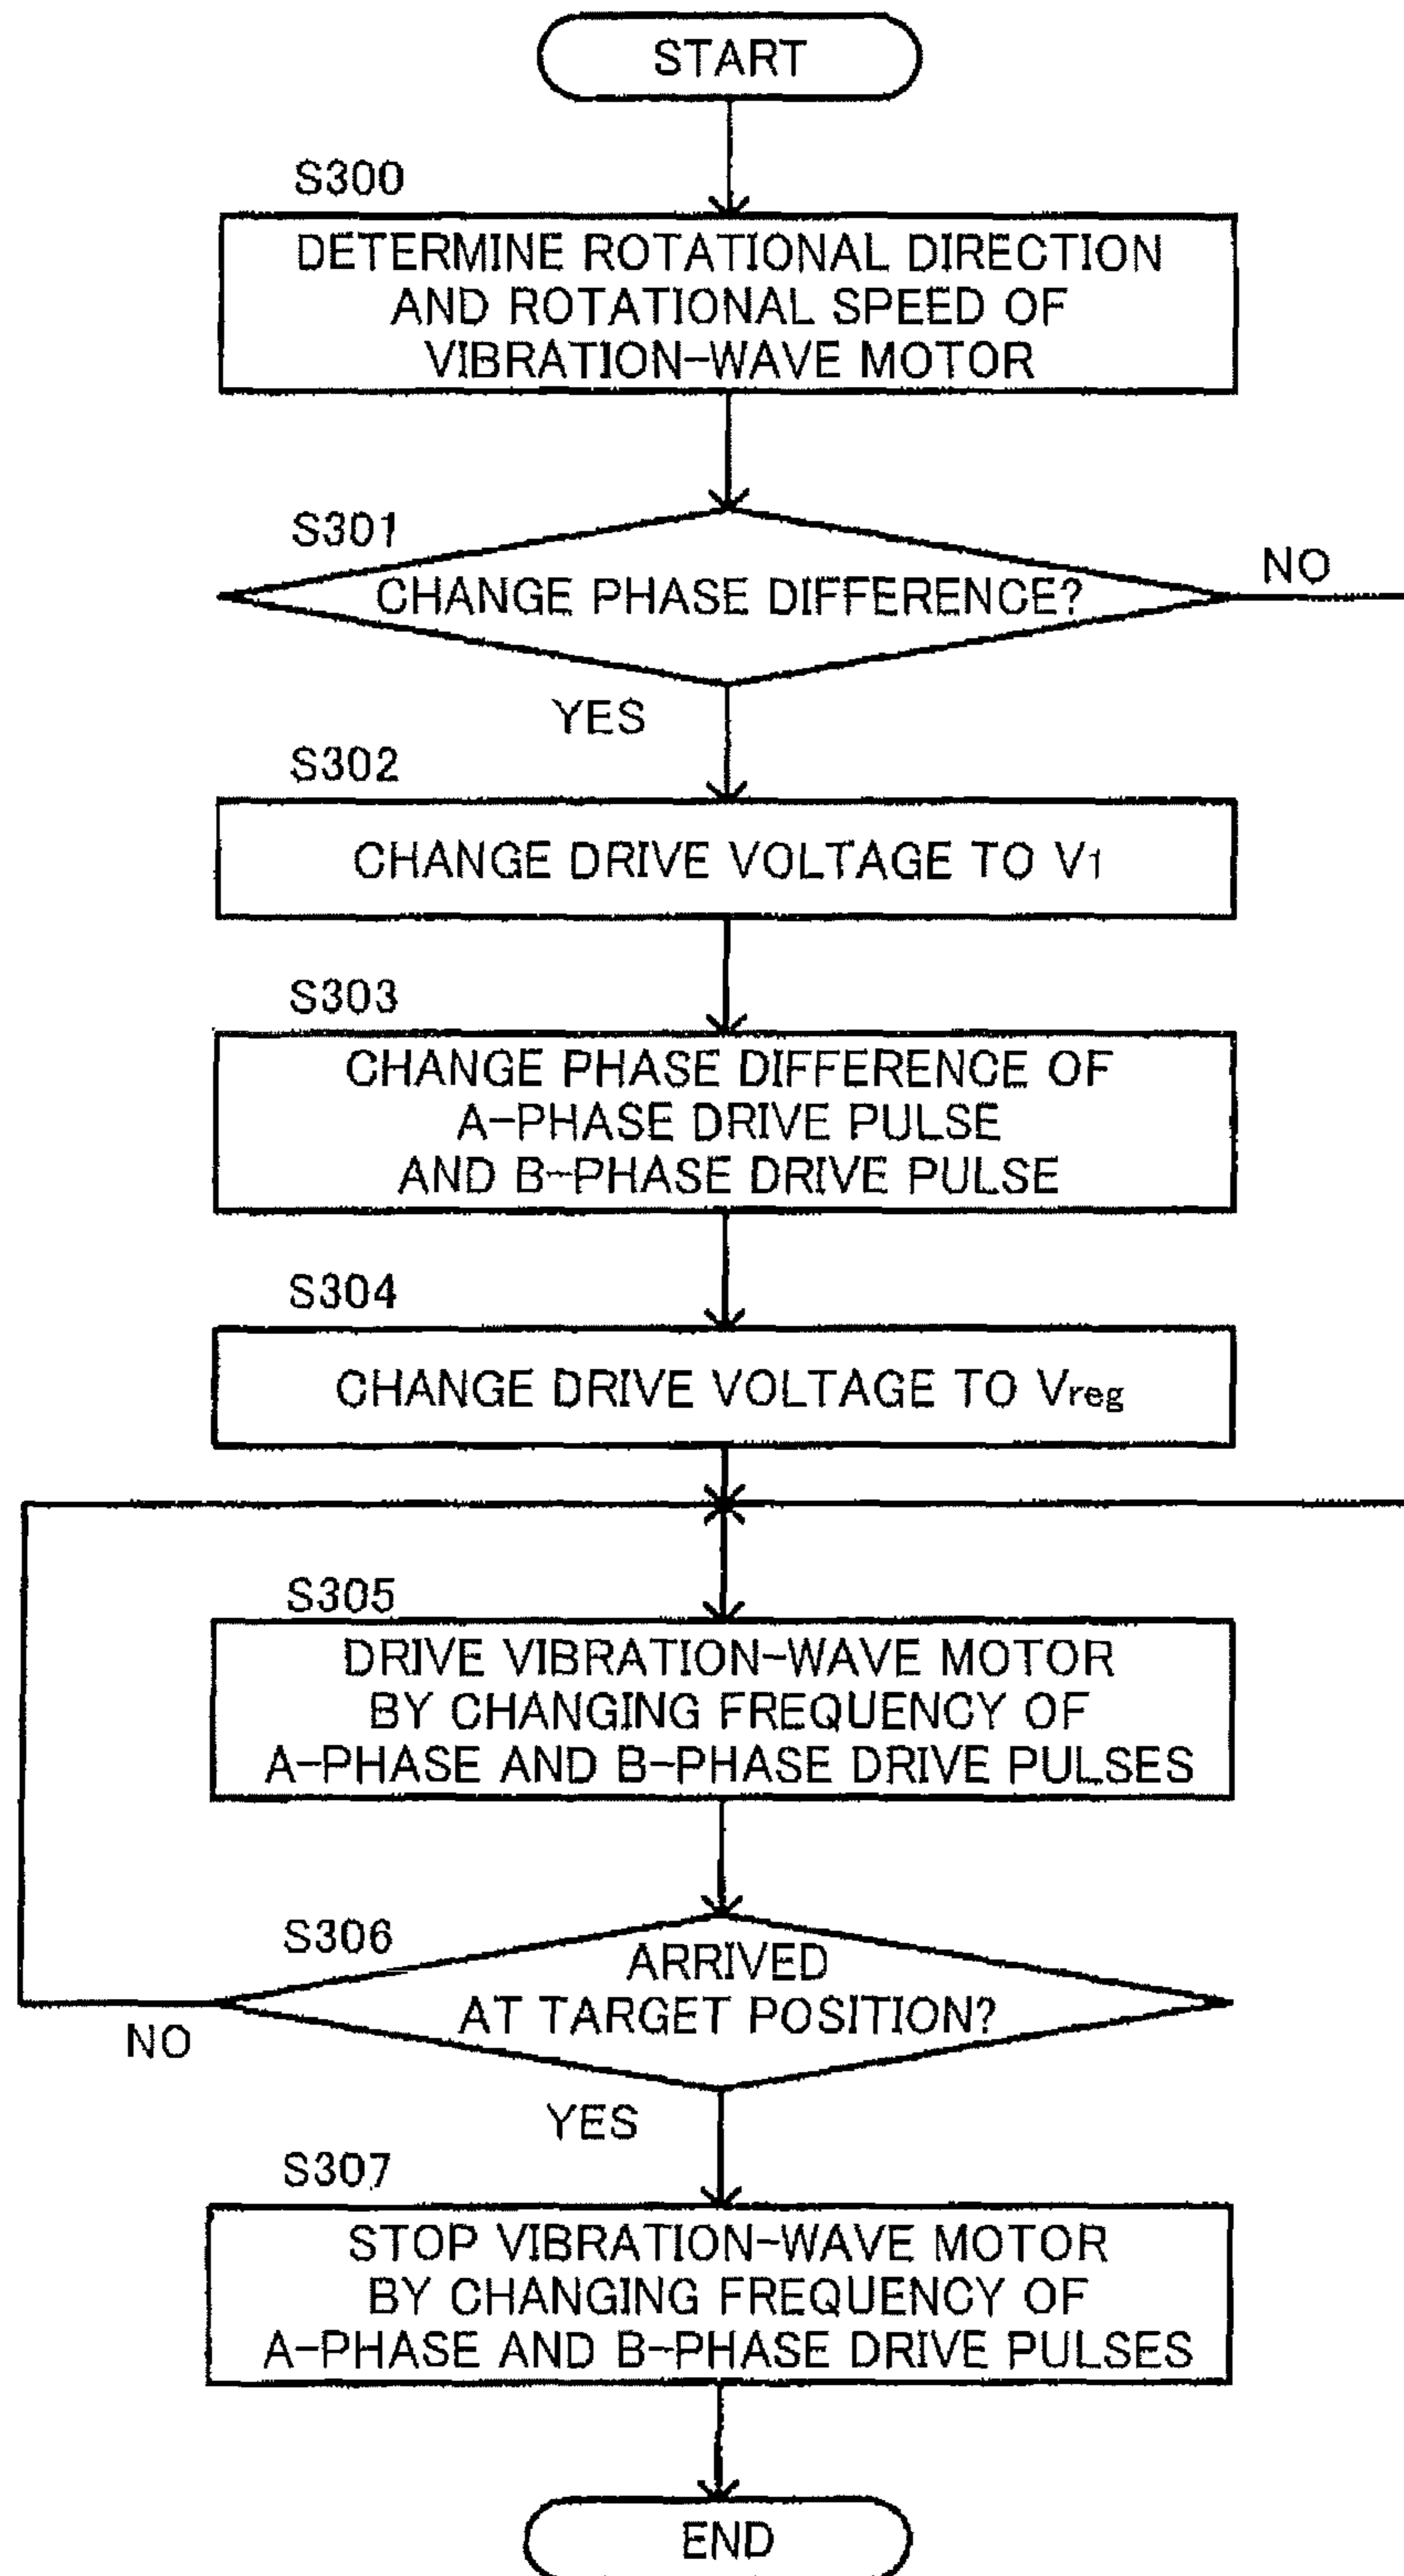 START
S300
DETERMINE ROTATIONAL DIRECTION
AND ROTATIONAL SPEED OF
VIBRATION-WAVE MOTOR
S301
CHANGE PHASE DIFFERENCE?
NO
YES
S302
CHANGE DRIVE VOLTAGE TO V1
S303
CHANGE PHASE DIFFERENCE OF
A-PHASE DRIVE PULSE
AND B-PHASE DRIVE PULSE
S304
CHANGE DRIVE VOLTAGE TO Vreg
S305
DRIVE VIBRATION-WAVE MOTOR
BY CHANGING FREQUENCY OF
A-PHASE AND B-PHASE DRIVE PULSES
S306
ARRIVED
AT TARGET POSITION?
NO
YES
S307
STOP VIBRATION-WAVE MOTOR
BY CHANGING FREQUENCY OF
A-PHASE AND B-PHASE DRIVE PULSES
END